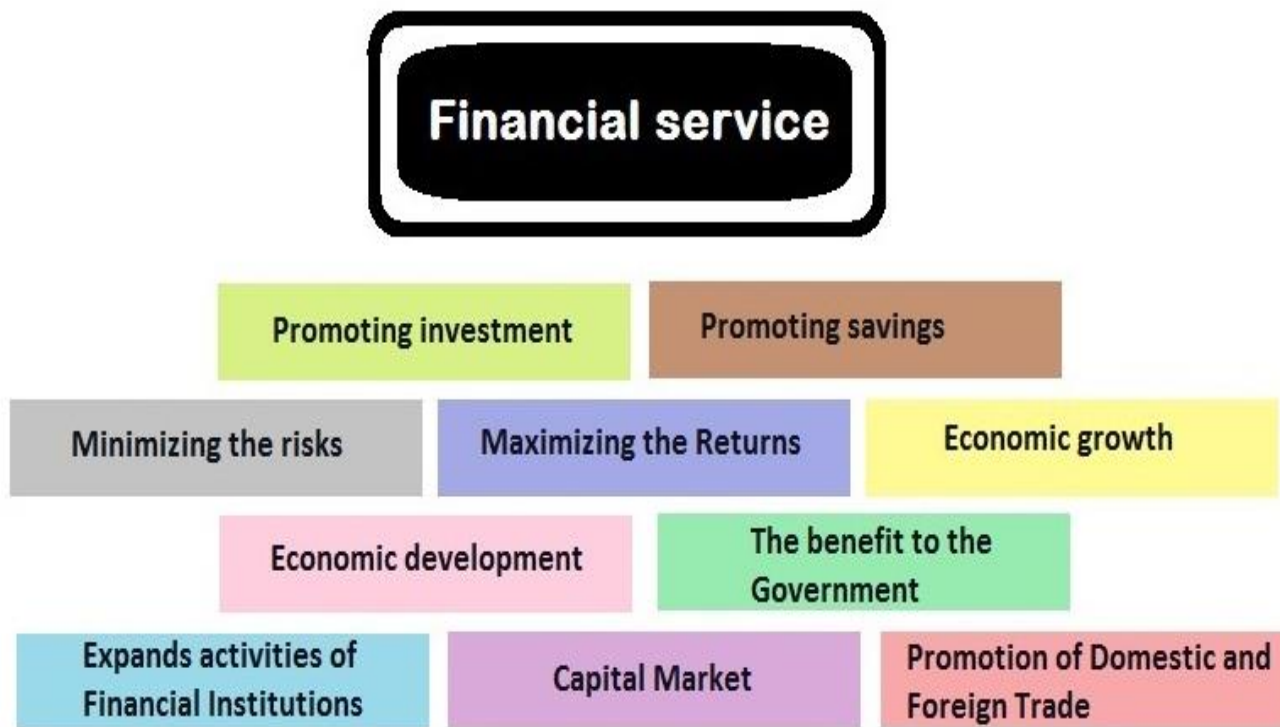 Financial service
Promoting investment
Promoting savings
Minimizing the risks
Maximizing the Returns
Economic growth
Economic development
The benefit to the
Government
Expands activities of
Financial Institutions
Capital Market
Promotion of Domestic and
Foreign Trade